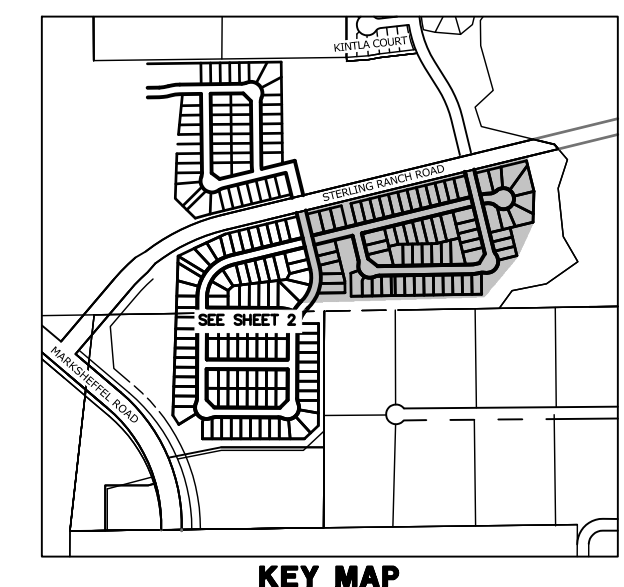 KINTLA COURT
STERLING RANCH ROAD
SEE SHEET 2
MARKSHEFFEL ROAD
KEY MAP